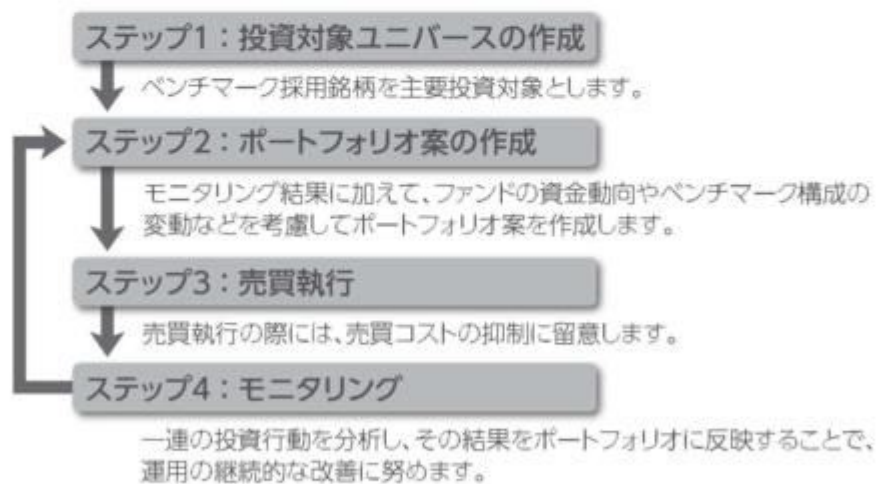 ステップ1：投資対象ユニバースの作成
ベンチマーク採用銘柄を主要投資対象とします。
ステップ2：ポートフォリオ案の作成
モニタリング結果に加えて、ファンドの資金動向やベンチマーク構成の
変動などを考慮してポートフォリオ案を作成します。
ステップ3：売買執行
売買執行の際には、売買コストの抑制に留意します。
ステップ4：モニタリング
一連の投資行動を分析し、その結果をポートフォリオに反映することで、
運用の継続的な改善に努めます。